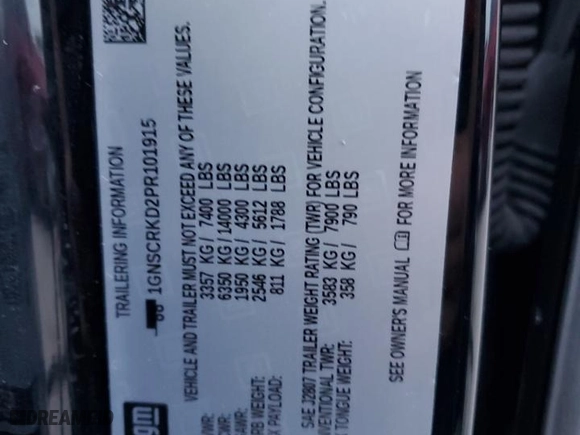 TRAILERING INFORMATION
1GNSCRKD2PR101915
VEHICLE AND TRAILER MUST NOT EXCEED ANY OF THESE VALUES.
3357 KG / 7400 LBS
6350 KG / 14000 LBS
1950 KG / 4300 LBS
2546 KG / 5612 LBS
PAYLOAD: 811 KG / 1788 LBS
SAE J2807 TRAILER WEIGHT RATING (TWR) FOR VEHICLE CONFIGURATION.
TWR: 3583 KG / 7900 LBS
TONGUE WEIGHT: 358 KG / 790 LBS
SEE OWNER'S MANUAL FOR MORE INFORMATION
gm